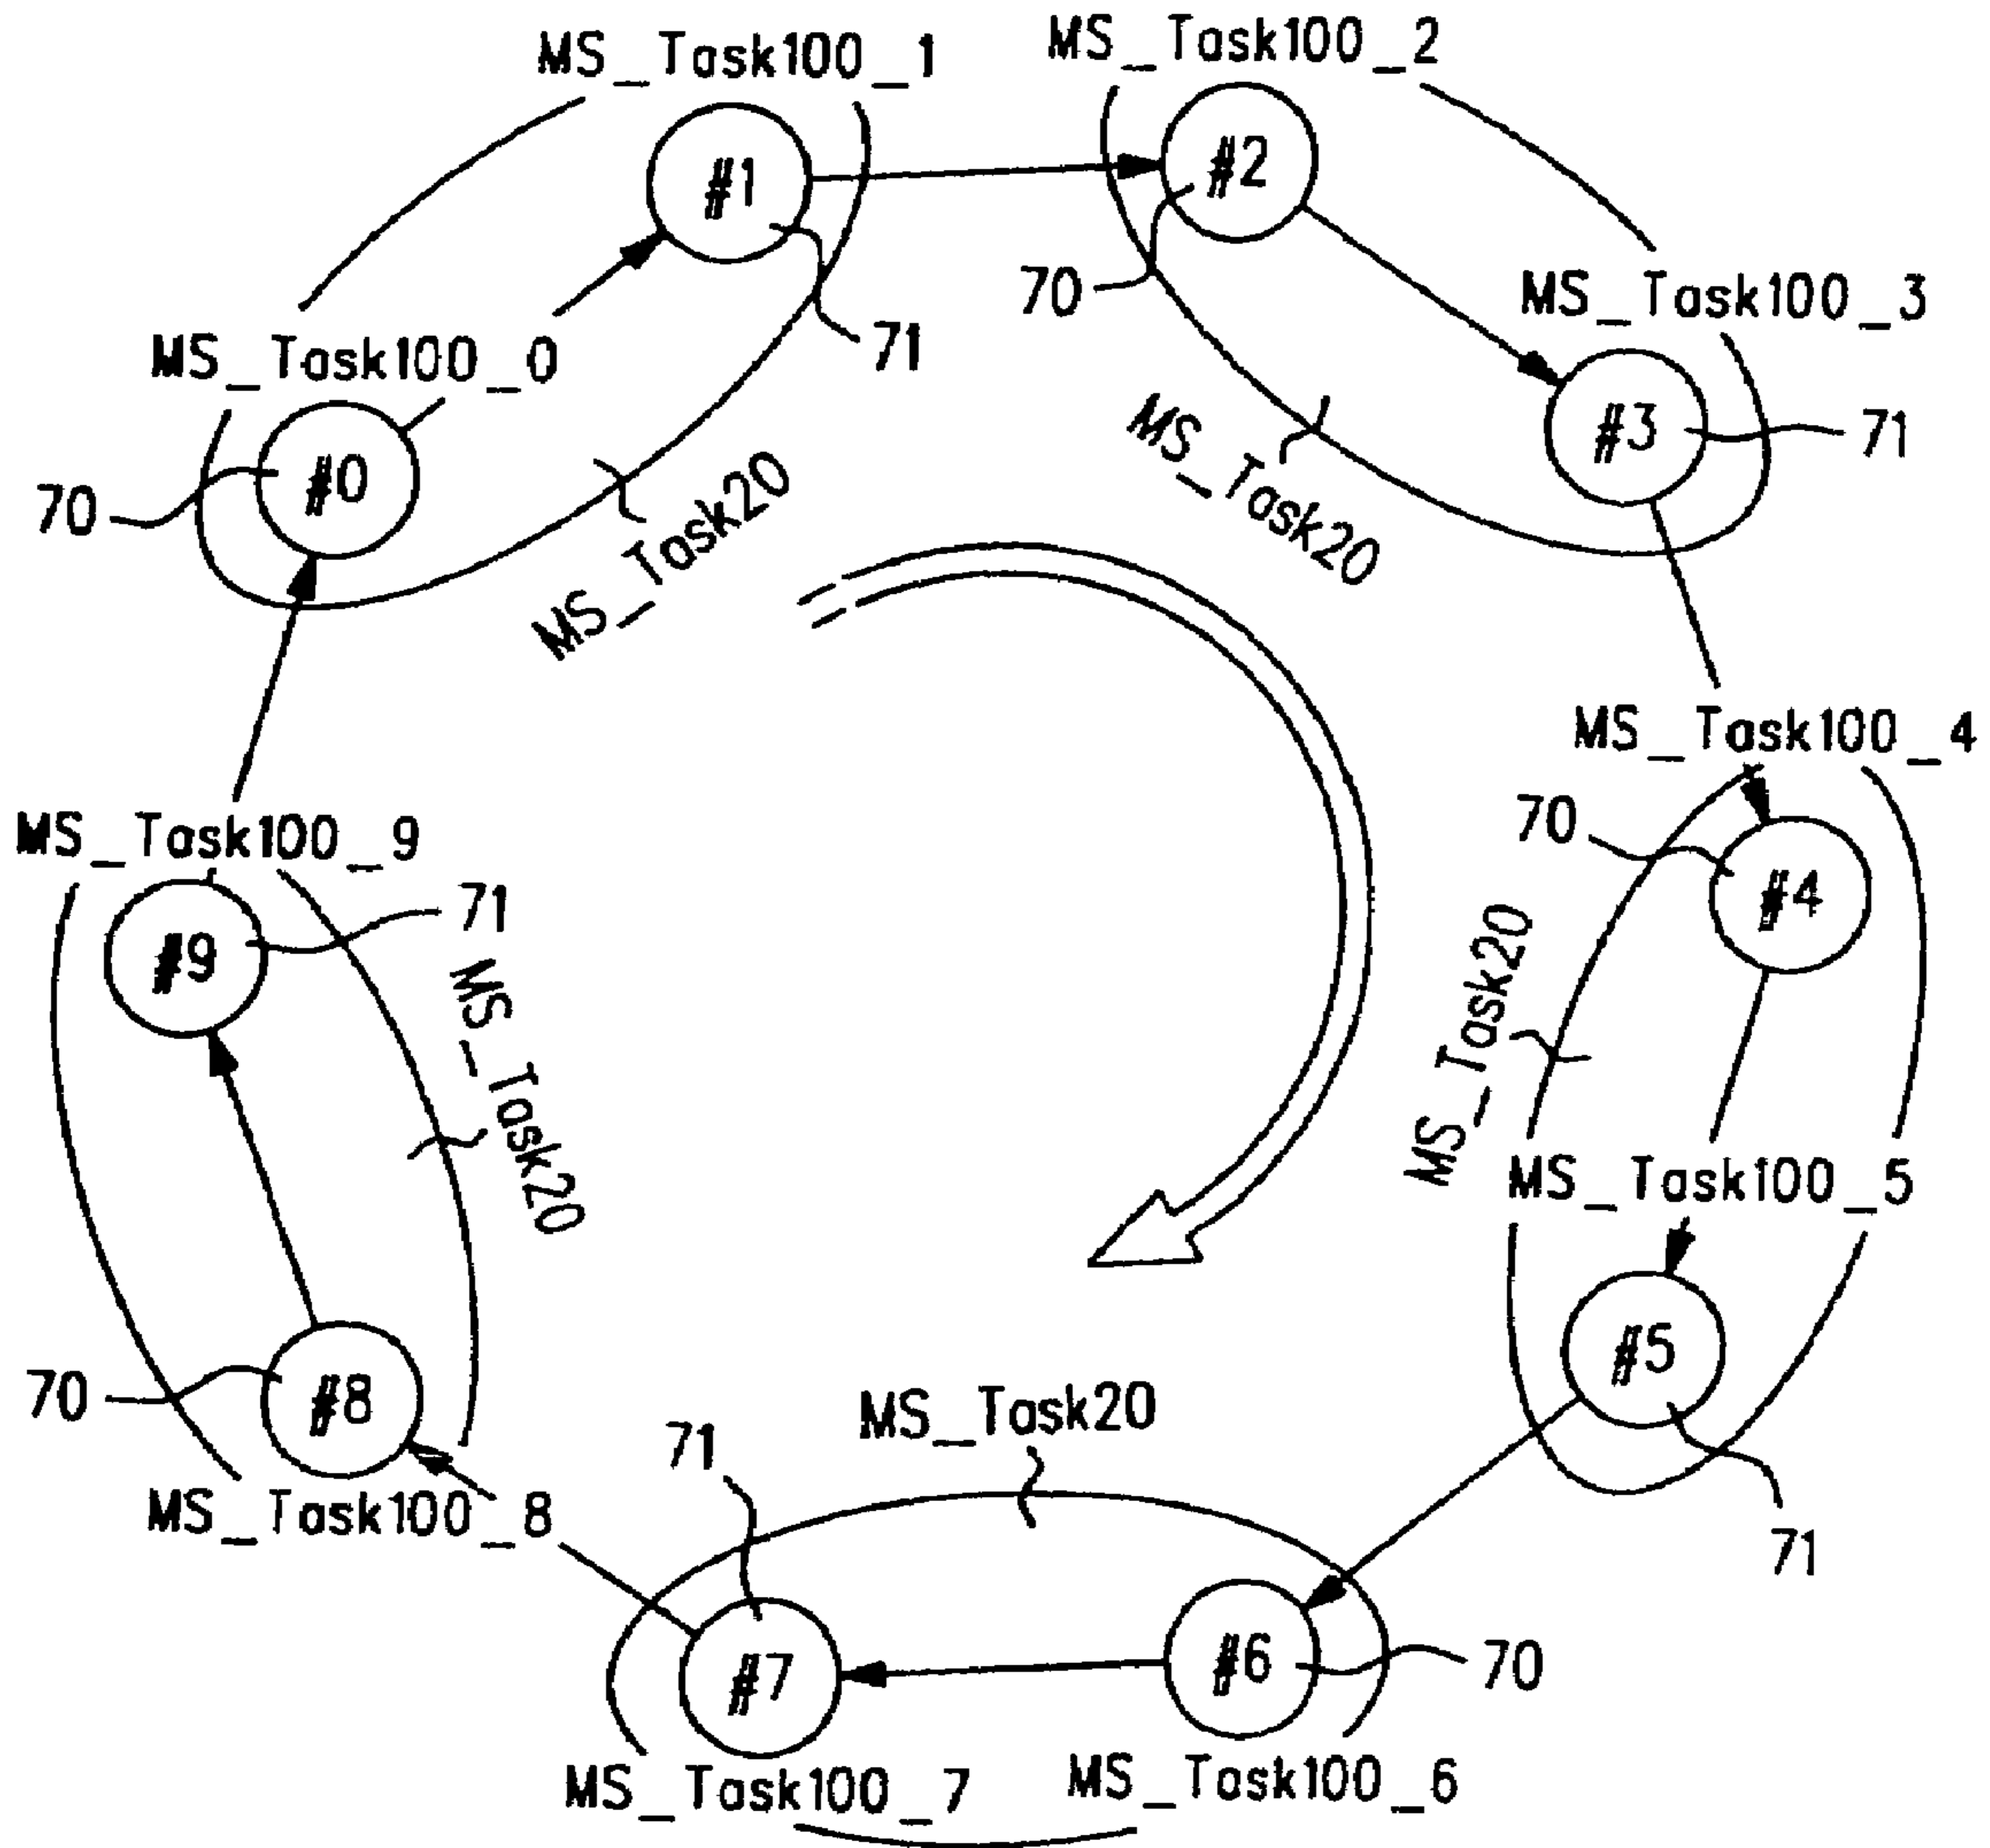 MS_Task100_1
MS_Task100_2
#1
#2
70
MS_Task100_3
71
MS_Task100_0
#3
71
#0
70
MS_Task20
MS_Task20
MS_Task100_4
70
MS_Task100_9
#4
71
#9
MS_Task20
MS_Task20
MS_Task100_5
#5
70
#8
MS_Task20
71
MS_Task100_8
71
#6
70
#7
MS_Task100_7
MS_Task100_6